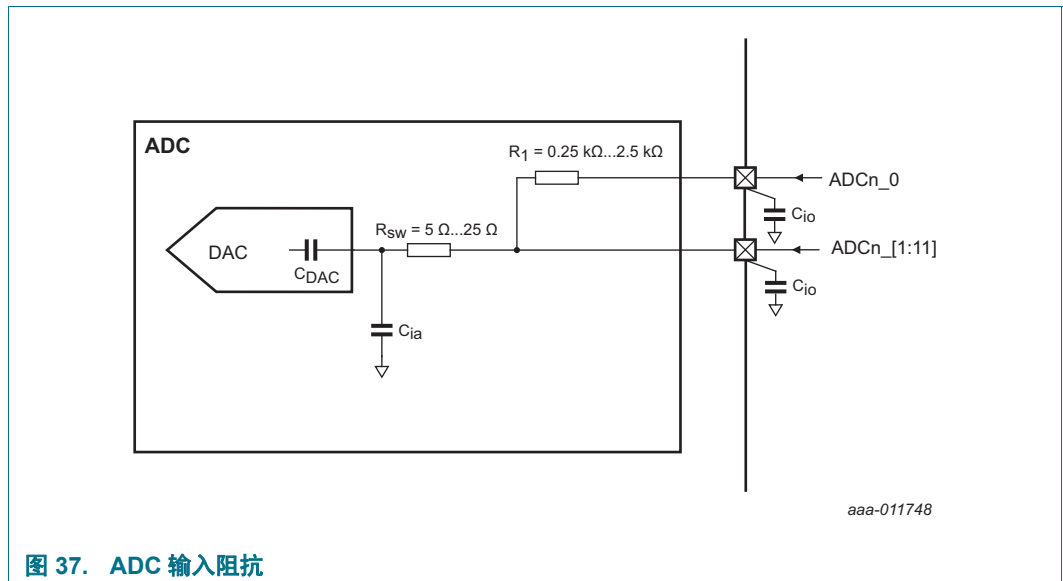 ADC
R1 = 0.25 kΩ...2.5 kΩ
ADCn_0
Cio
Rsw = 5 Ω...25 Ω
DAC
CDAC
ADCn_[1:11]
Cio
Cia
aaa-011748
图 37. ADC 输入阻抗